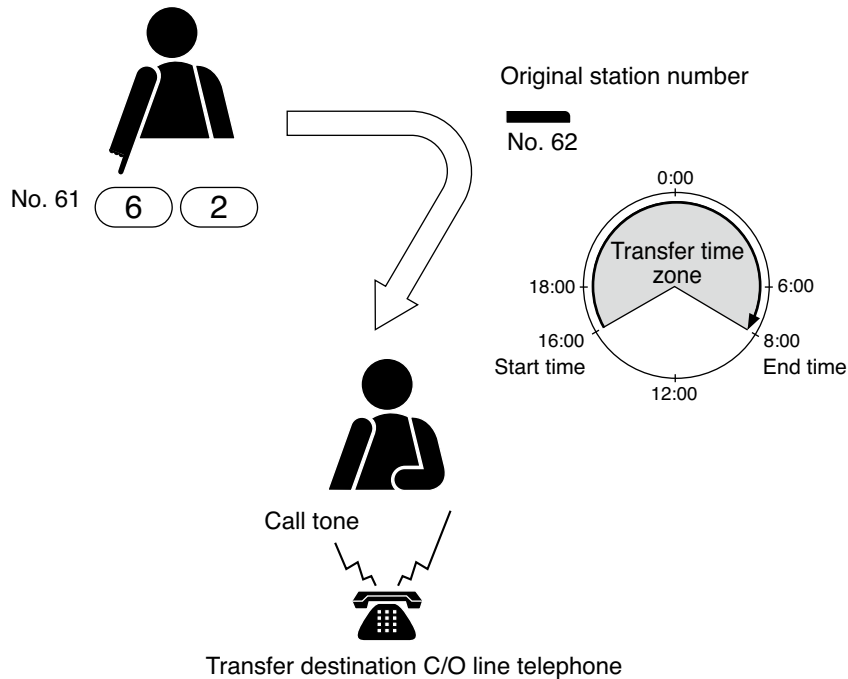 Original station number
No. 62
No. 61 6 2
0:00
Transfer time
zone
18:00
6:00
16:00
8:00
Start time
End time
12:00
Call tone
Transfer destination C/O line telephone